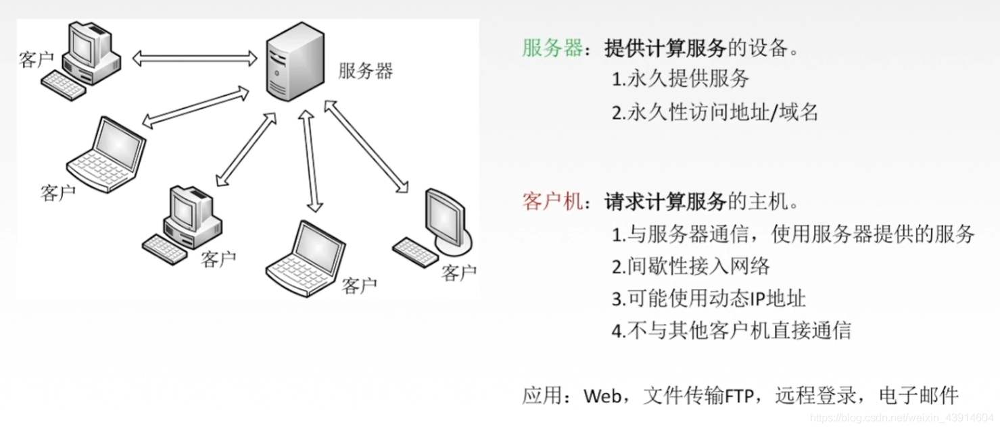 客户
服务器
客户
客户
客户
客户
服务器：提供计算服务的设备。
1.永久提供服务
2.永久性访问地址/域名
客户机：请求计算服务的主机。
1.与服务器通信，使用服务器提供的服务
2.间歇性接入网络
3.可能使用动态IP地址
4.不与其他客户机直接通信
应用：Web，文件传输FTP，远程登录，电子邮件
https://blog.csdn.net/weixin_43914604